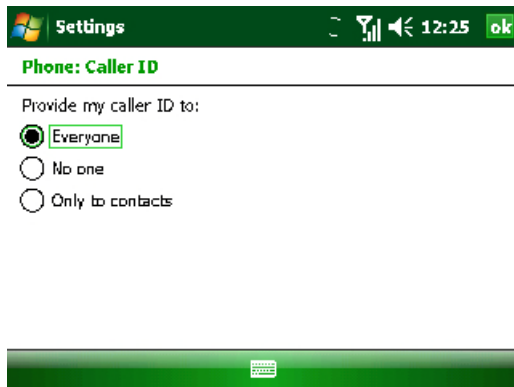 Settings 12:25 ok
Phone: Caller ID
Provide my caller ID to:
Everyone
No one
Only to contacts